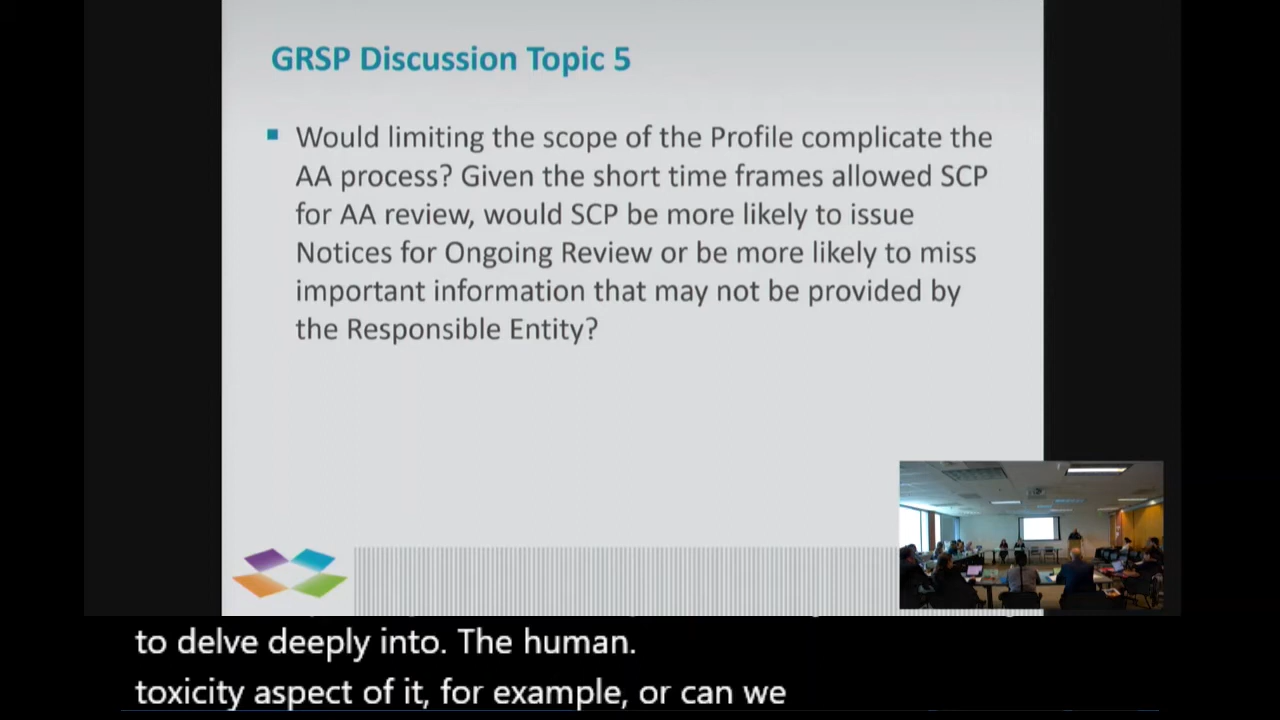 GRSP Discussion Topic 5
Would limiting the scope of the Profile complicate the
AA process? Given the short time frames allowed SCP
for AA review, would SCP be more likely to issue
Notices for Ongoing Review or be more likely to miss
important information that may not be provided by
the Responsible Entity?
to delve deeply into. The human.
toxicity aspect of it, for example, or can we